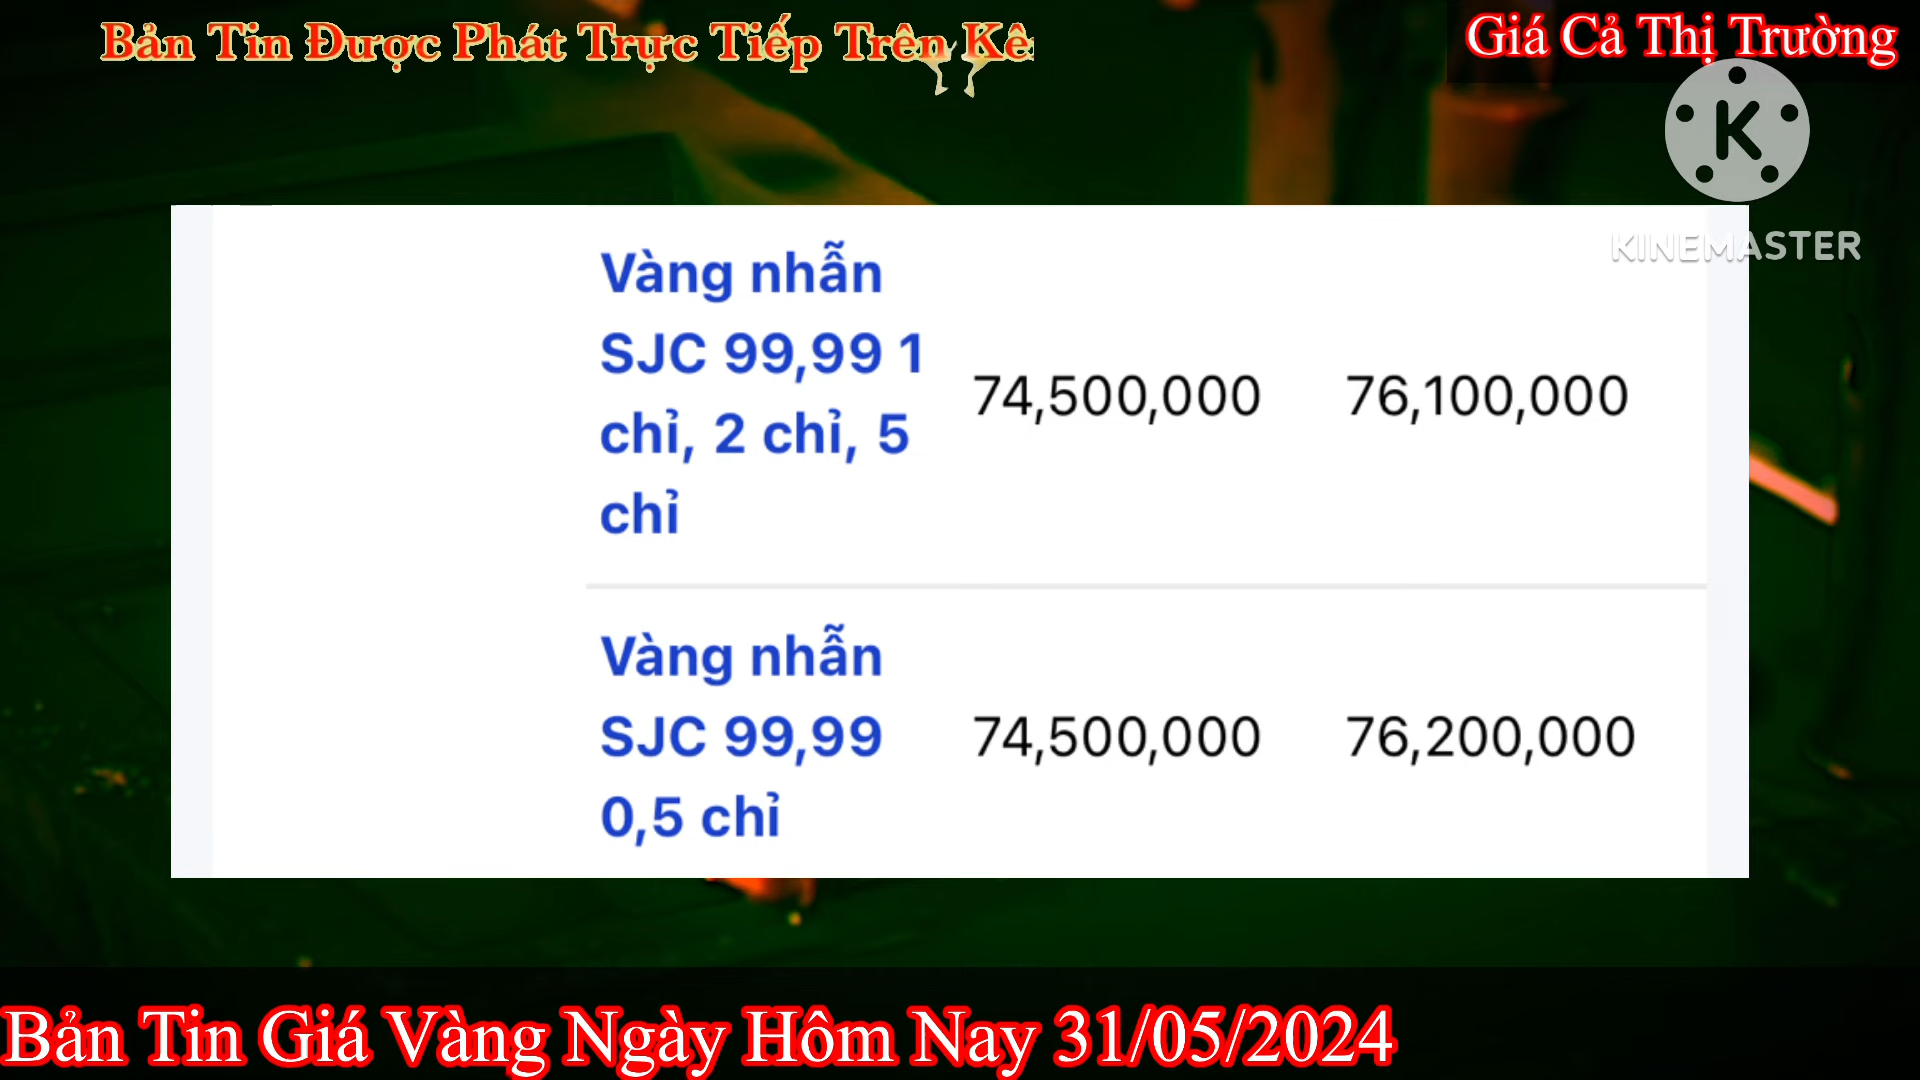 Bản Tin Được Phát Trực Tiếp Trên Kê
Giá Cả Thị Trường
K
KINEMASTER
Vàng nhẫn
SJC 99,99 1
chỉ, 2 chỉ, 5
chỉ
74,500,000
76,100,000
Vàng nhẫn
SJC 99,99
0,5 chỉ
74,500,000
76,200,000
Bản Tin Giá Vàng Ngày Hôm Nay 31/05/2024